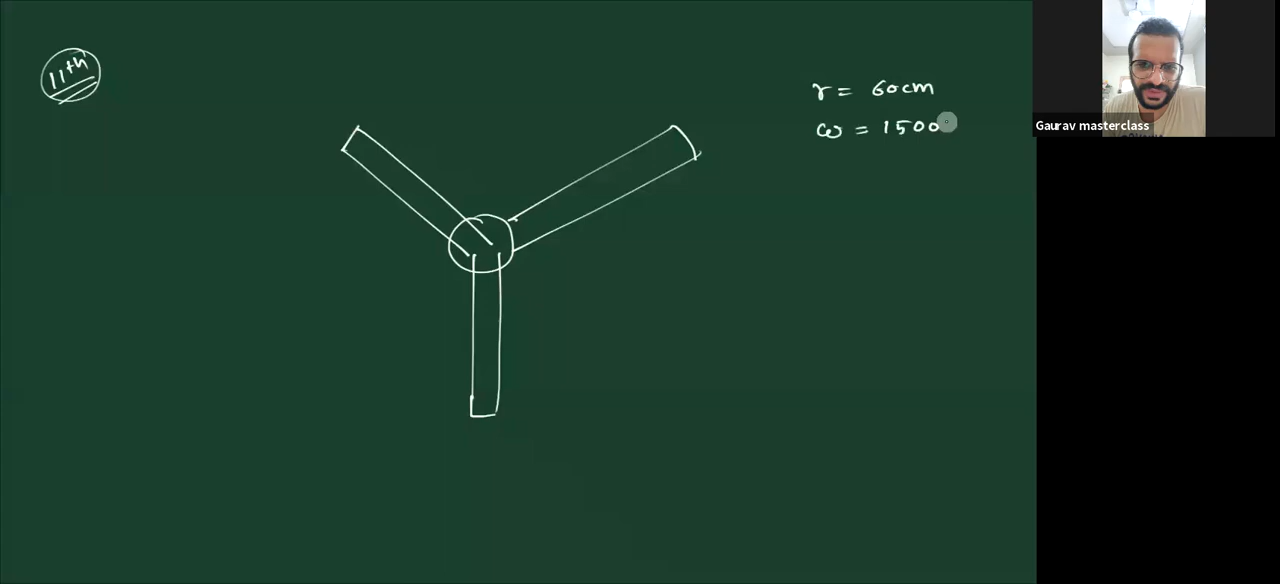 11th
r = 60cm
ω = 1500
Gaurav masterclass